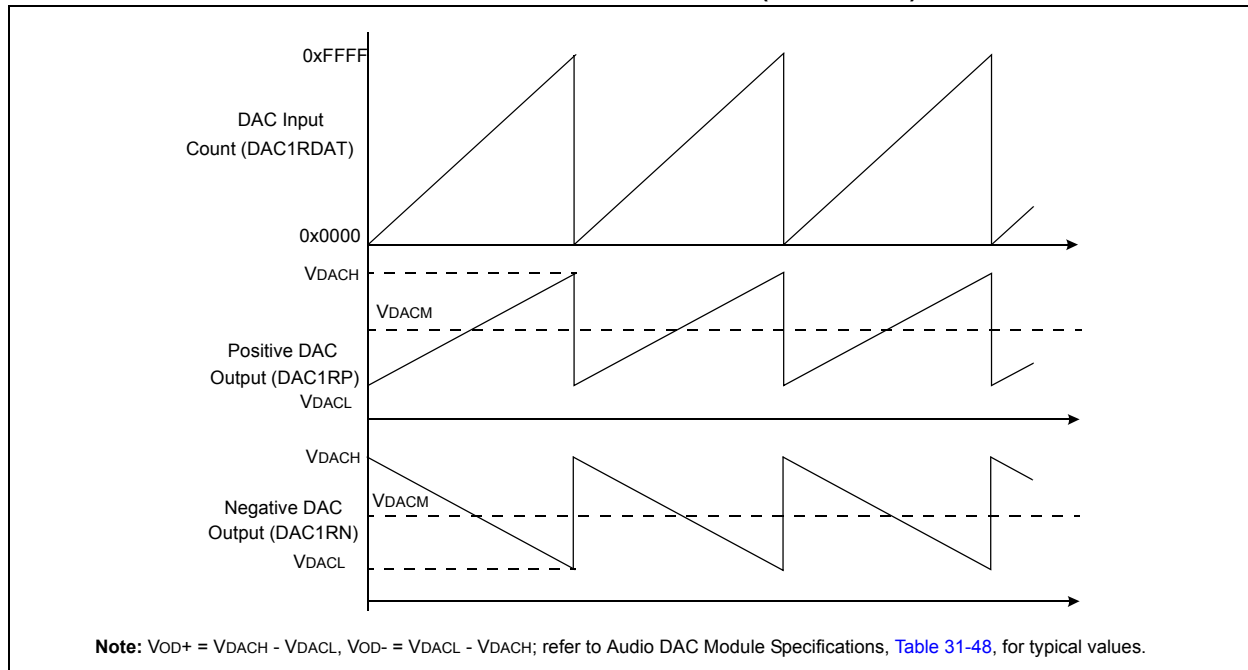 0xFFFF
DAC Input
Count (DAC1RDAT)
0x0000
VDACH
VDACM
Positive DAC
Output (DAC1RP)
VDACL
VDACH
VDACM
Negative DAC
Output (DAC1RN)
VDACL
Note: VOD+ = VDACH - VDACL, VOD- = VDACL - VDACH; refer to Audio DAC Module Specifications, Table 31-48, for typical values.